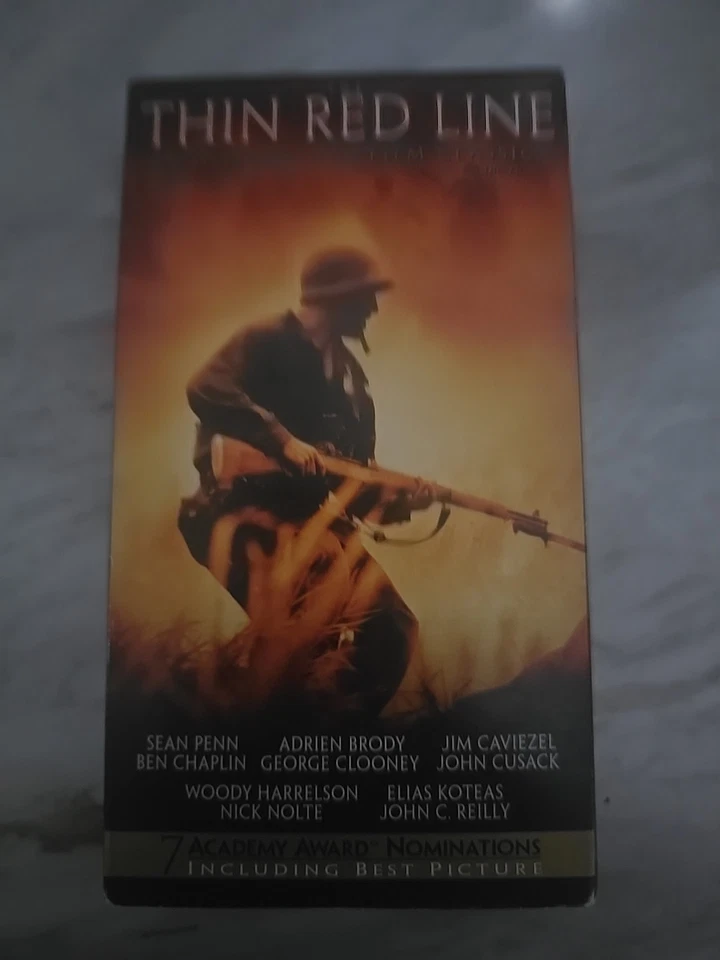 THIN RED LINE
SEAN PENN ADRIEN BRODY JIM CAVIEZEL
BEN CHAPLIN GEORGE CLOONEY JOHN CUSACK
WOODY HARRELSON ELIAS KOTEAS
NICK NOLTE JOHN C. REILLY
7 ACADEMY AWARD™ NOMINATIONS
INCLUDING BEST PICTURE